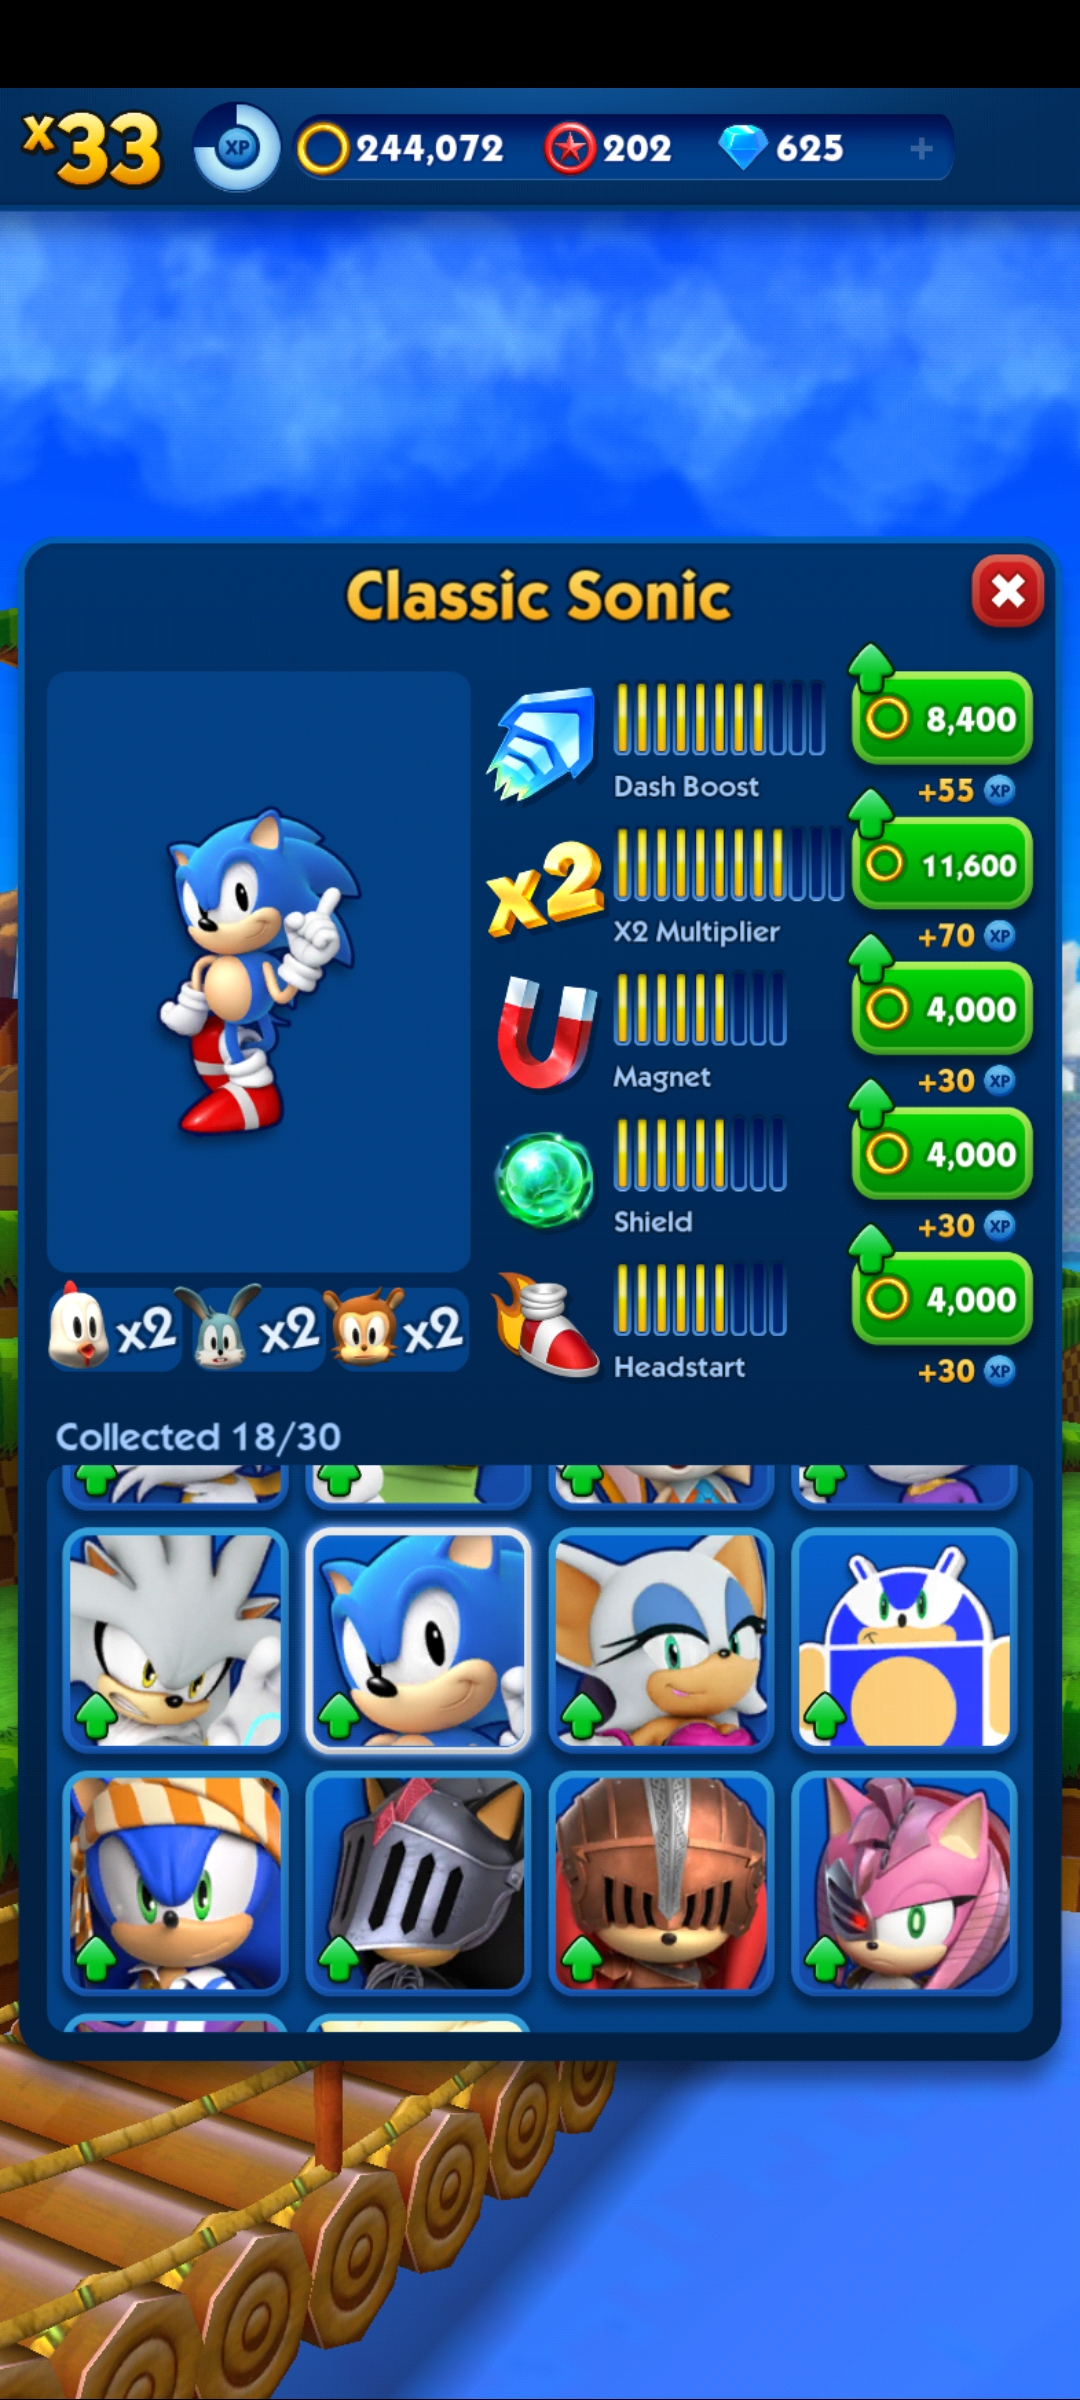 x33 XP 244,072 202 625 +
Classic Sonic
8,400
Dash Boost
+55 XP
x2
11,600
X2 Multiplier
+70 XP
4,000
Magnet
+30 XP
4,000
Shield
+30 XP
4,000
x2 x2 x2
Headstart
+30 XP
Collected 18/30